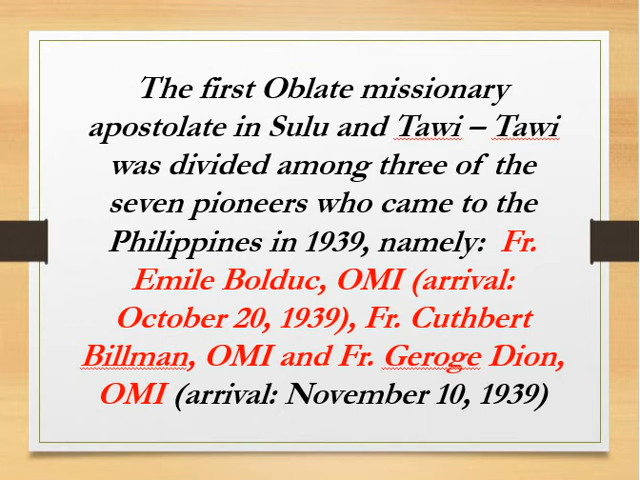 The first Oblate missionary
apostolate in Sulu and Tawi – Tawi
was divided among three of the
seven pioneers who came to the
Philippines in 1939, namely: Fr.
Emile Bolduc, OMI (arrival:
October 20, 1939), Fr. Cuthbert
Billman, OMI and Fr. Geroge Dion,
OMI (arrival: November 10, 1939)